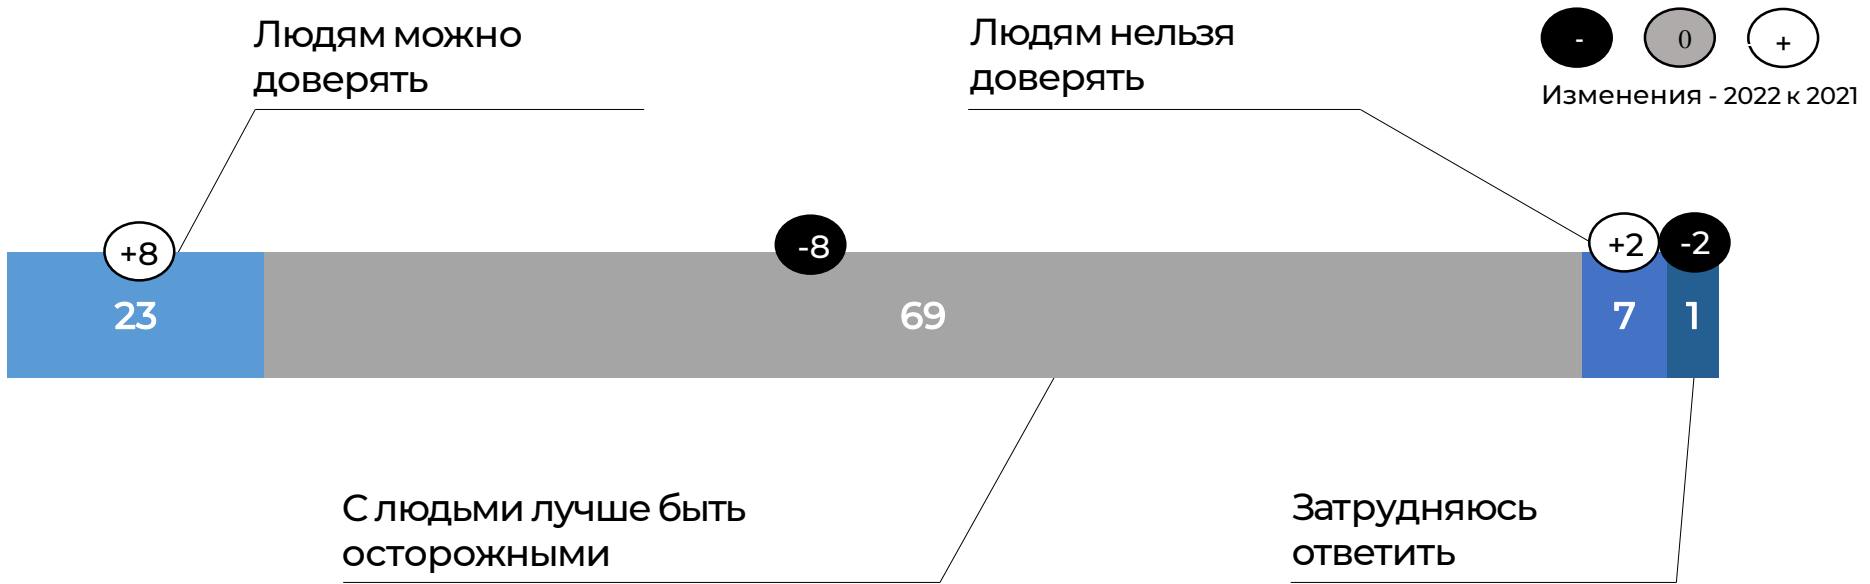 Людям можно
доверять
Людям нельзя
доверять
- 0 +
Изменения - 2022 к 2021
+8
-8
+2
-2
23
69
7
1
С людьми лучше быть
осторожными
Затрудняюсь
ответить